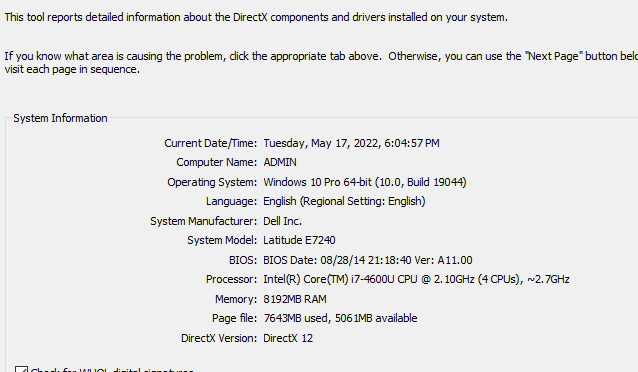 This tool reports detailed information about the DirectX components and drivers installed on your system.
If you know what area is causing the problem, click the appropriate tab above.  Otherwise, you can use the "Next Page" button
visit each page in sequence.
System Information
Current Date/Time: Tuesday, May 17, 2022, 6:04:57 PM
Computer Name: ADMIN
Operating System: Windows 10 Pro 64-bit (10.0, Build 19044)
Language: English (Regional Setting: English)
System Manufacturer: Dell Inc.
System Model: Latitude E7240
BIOS: BIOS Date: 08/28/14 21:18:40 Ver: A11.00
Processor: Intel(R) Core(TM) i7-4600U CPU @ 2.10GHz (4 CPUs), ~2.7GHz
Memory: 8192MB RAM
Page file: 7643MB used, 5061MB available
DirectX Version: DirectX 12
Check for WHQL digital signatures